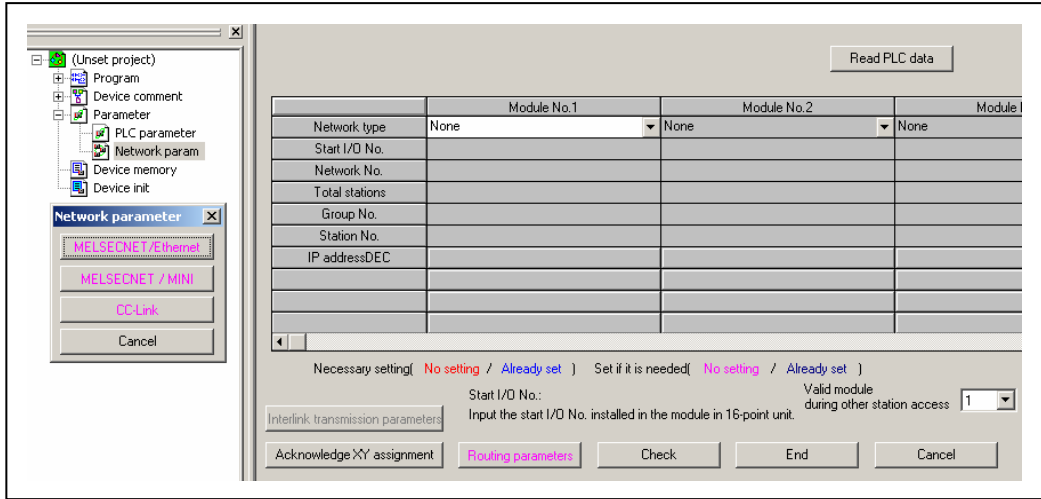 (Unset project)
Program
Device comment
Parameter
PLC parameter
Network param
Device memory
Device init
Network parameter
MELSECNET/Ethernet
MELSECNET / MINI
CC-Link
Cancel
Read PLC data
Module No.1 Module No.2 Module
Network type None None None
Start I/O No.
Network No.
Total stations
Group No.
Station No.
IP addressDEC
Necessary setting( No setting / Already set ) Set if it is needed( No setting / Already set )
Start I/O No.:
Input the start I/O No. installed in the module in 16-point unit.
Valid module
during other station access 1
Interlink transmission parameters
Acknowledge XY assignment Routing parameters Check End Cancel